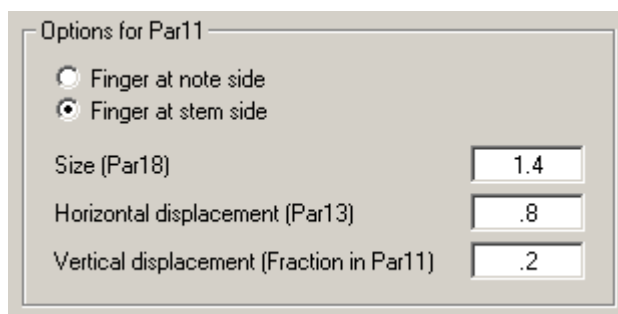 Options for Par11
Finger at note side
Finger at stem side
Size (Par18) 1.4
Horizontal displacement (Par13) .8
Vertical displacement (Fraction in Par11) .2